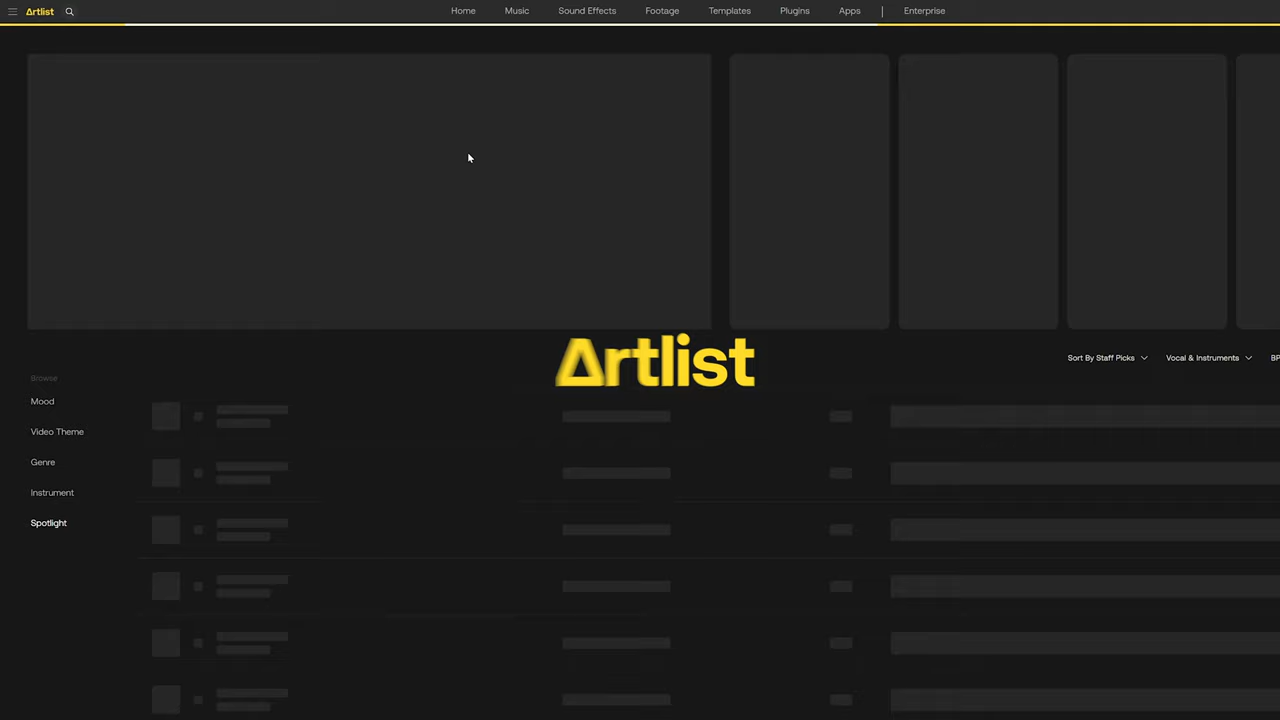 Artlist
Home Music Sound Effects Footage Templates Plugins Apps Enterprise
Artlist
Sort By Staff Picks Vocal & Instruments BP
Browse
Mood
Video Theme
Genre
Instrument
Spotlight